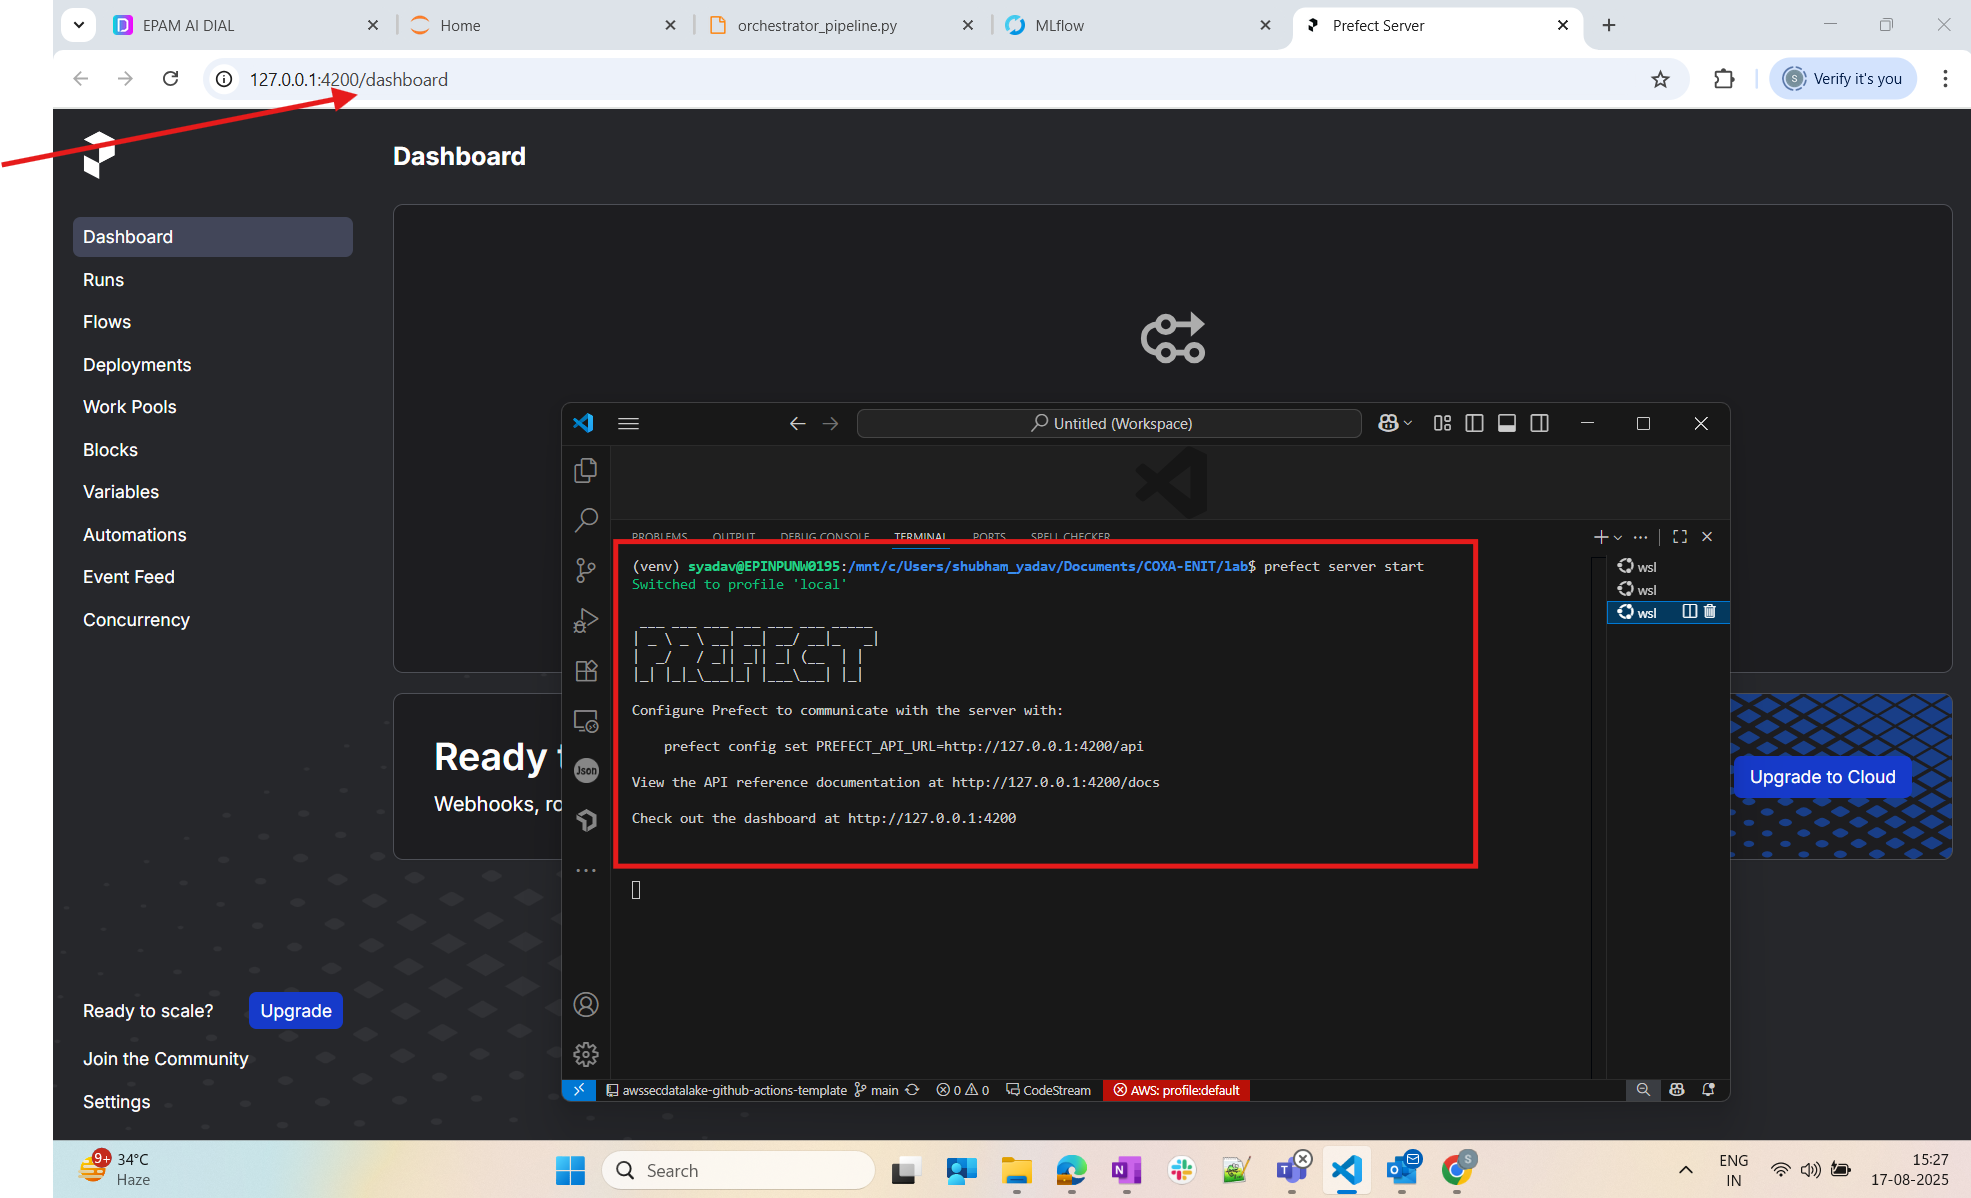 EPAM AI DIAL
Home
orchestrator_pipeline.py
MLflow
Prefect Server
127.0.0.1:4200/dashboard
Verify it's you
Dashboard
Dashboard
Runs
Flows
Deployments
Work Pools
Blocks
Variables
Automations
Event Feed
Concurrency
Ready
Webhooks, ro
Upgrade to Cloud
Untitled (Workspace)
PROBLEMS OUTPUT DEBUG CONSOLE TERMINAL PORTS SPELL CHECKER
(venv) syadav@EPINPUNW0195:/mnt/c/Users/shubham_yadav/Documents/COXA-ENIT/lab$ prefect server start
Switched to profile 'local'
PREFECT
Configure Prefect to communicate with the server with:
prefect config set PREFECT_API_URL=http://127.0.0.1:4200/api
View the API reference documentation at http://127.0.0.1:4200/docs
Check out the dashboard at http://127.0.0.1:4200
wsl
wsl
wsl
Json
awssecdatalake-github-actions-template main 0 0 CodeStream AWS: profile:default
Ready to scale?
Upgrade
Join the Community
Settings
9+
34°C
Haze
Search
ENG
IN
15:27
17-08-2025